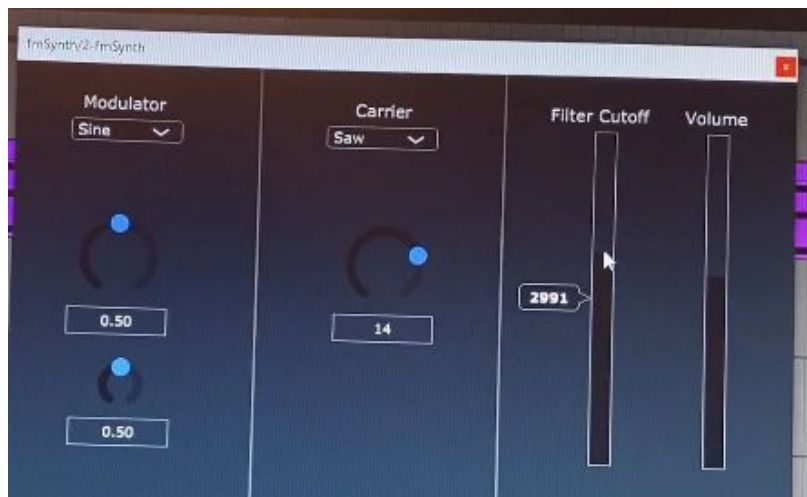 fmSynth/2-fmSynth
Modulator
Sine
0.50
0.50
Carrier
Saw
14
Filter Cutoff
2991
Volume
x